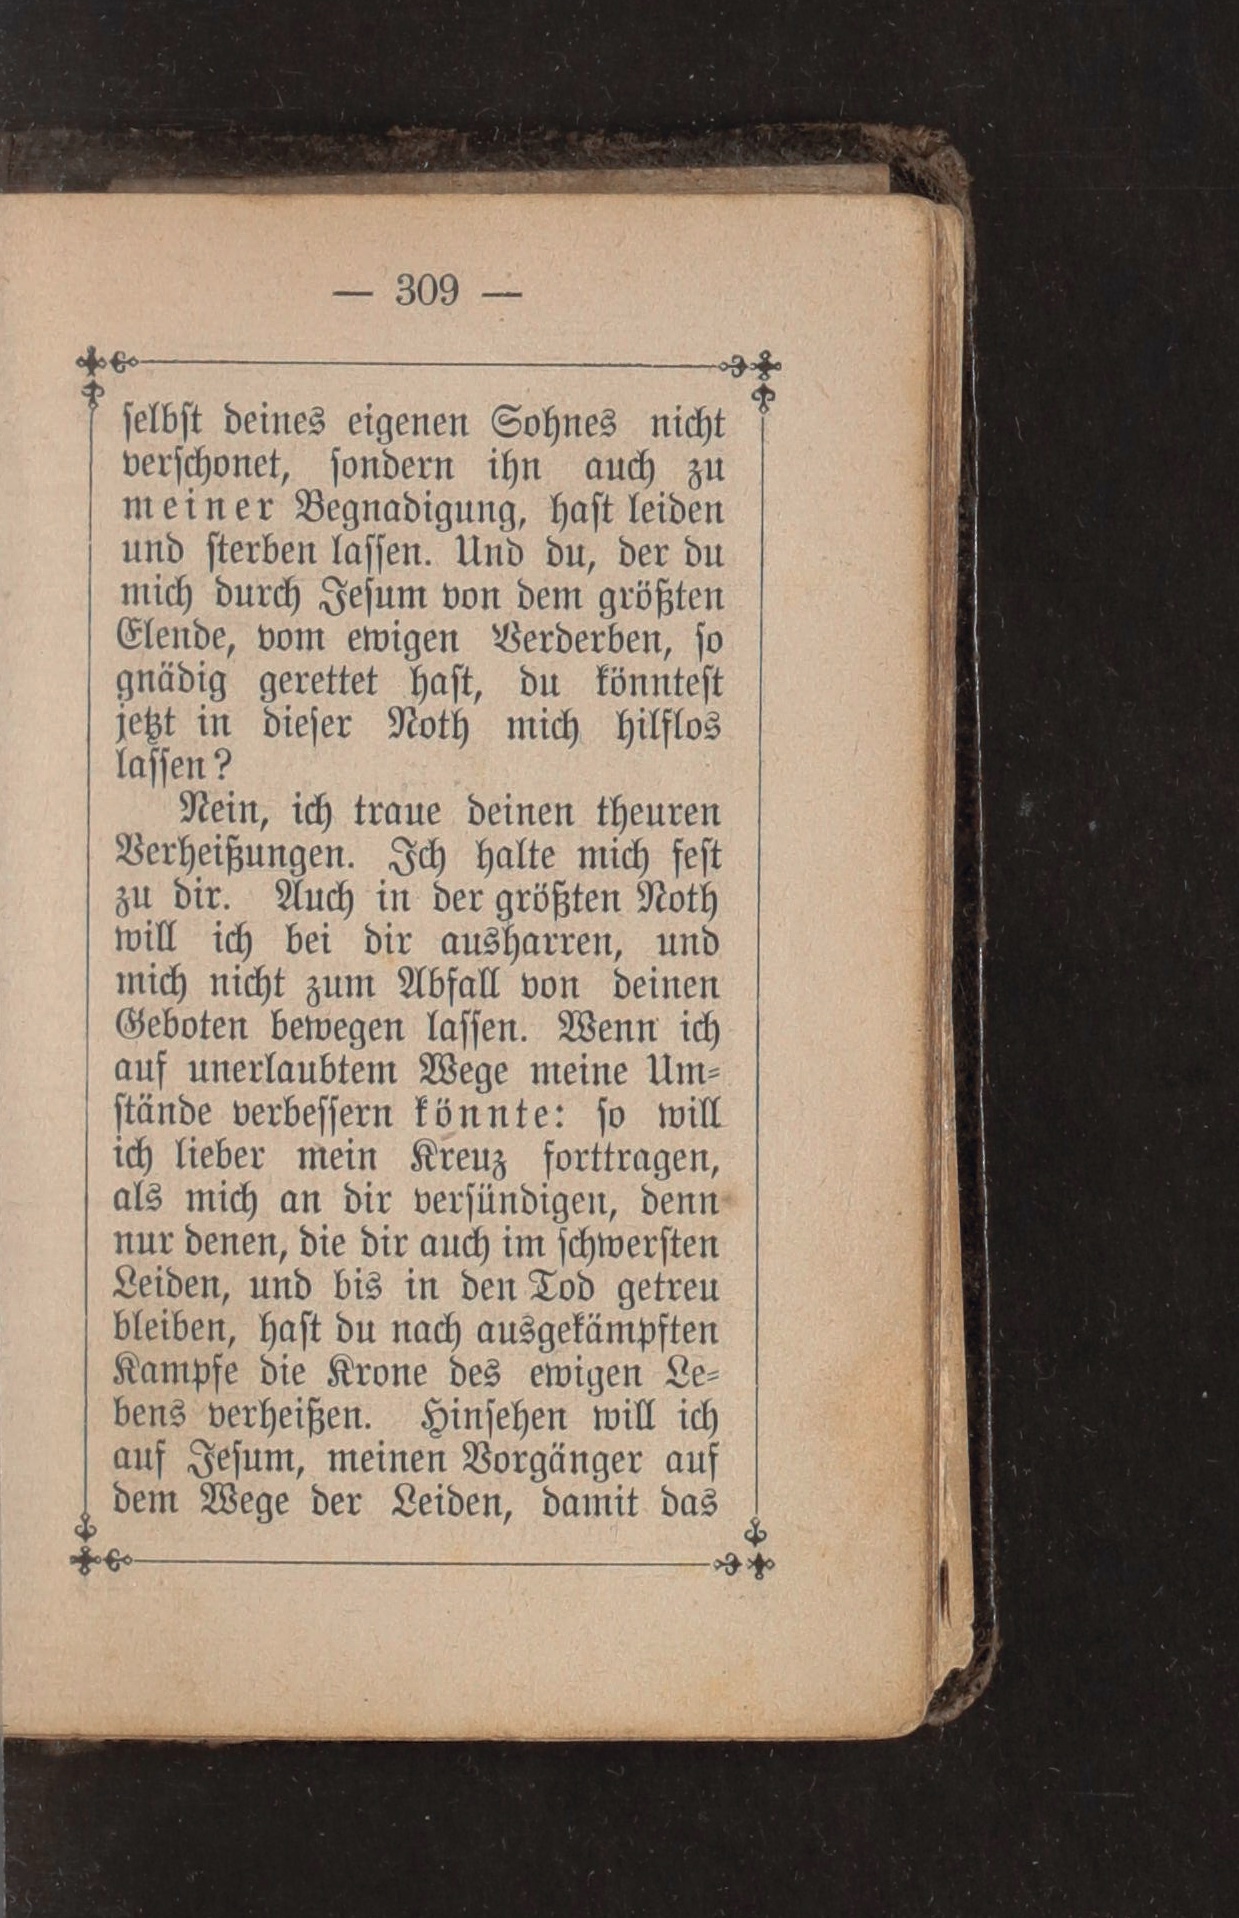 — 309 —
selbst deines eigenen Sohnes nicht
verschonet, sondern ihn auch zu
meiner Begnadigung, hast leiden
und sterben lassen. Und du, der du
mich durch Jesum von dem größten
Elende, vom ewigen Verderben, so
gnädig gerettet hast, du könntest
jetzt in dieser Noth mich hilflos
lassen?
Nein, ich traue deinen theuren
Verheißungen. Ich halte mich fest
zu dir. Auch in der größten Noth
will ich bei dir ausharren, und
mich nicht zum Abfall von deinen
Geboten bewegen lassen. Wenn ich
auf unerlaubtem Wege meine Um-
stände verbessern könnte: so will
ich lieber mein Kreuz forttragen,
als mich an dir versündigen, denn
nur denen, die dir auch im schwersten
Leiden, und bis in den Tod getreu
bleiben, hast du nach ausgekämpften
Kampfe die Krone des ewigen Le-
bens verheißen. Hinsehen will ich
auf Jesum, meinen Vorgänger auf
dem Wege der Leiden, damit das